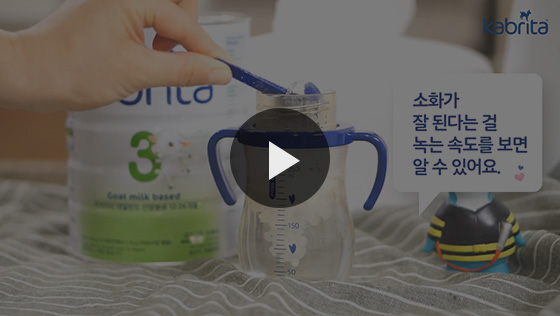 kabrita
소화가
잘 된다는 걸
녹는 속도를 보면
알 수 있어요.
brita
3
Goat milk based
150
50